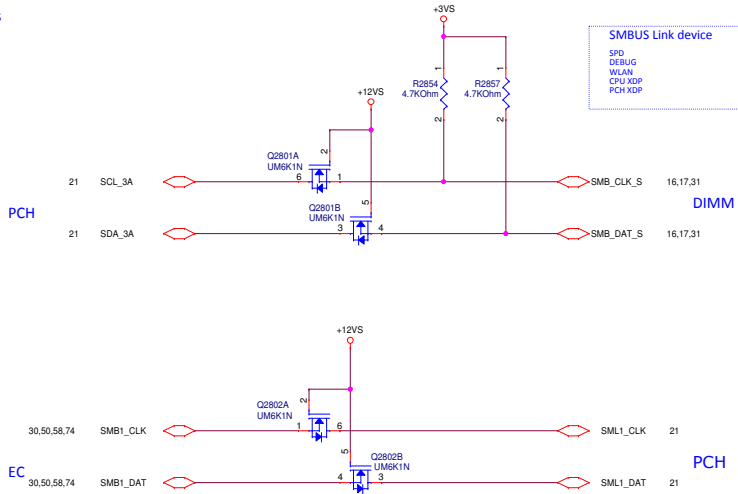 s
+3VS
SMBUS Link device
SPD
DEBUG
WLAN
CPU XDP
PCH XDP
1
1
R2854
4.7KOhm
R2857
4.7KOhm
2
2
+12VS
Q2801A
UM6K1N
2
21 SCL_3A 6 1 SMB_CLK_S 16,17,31
PCH
DIMM
Q2801B
UM6K1N
5
21 SDA_3A 3 4 SMB_DAT_S 16,17,31
+12VS
Q2802A
UM6K1N
2
30,50,58,74 SMB1_CLK 1 6 SML1_CLK 21
EC
PCH
5
Q2802B
UM6K1N
30,50,58,74 SMB1_DAT 4 3 SML1_DAT 21